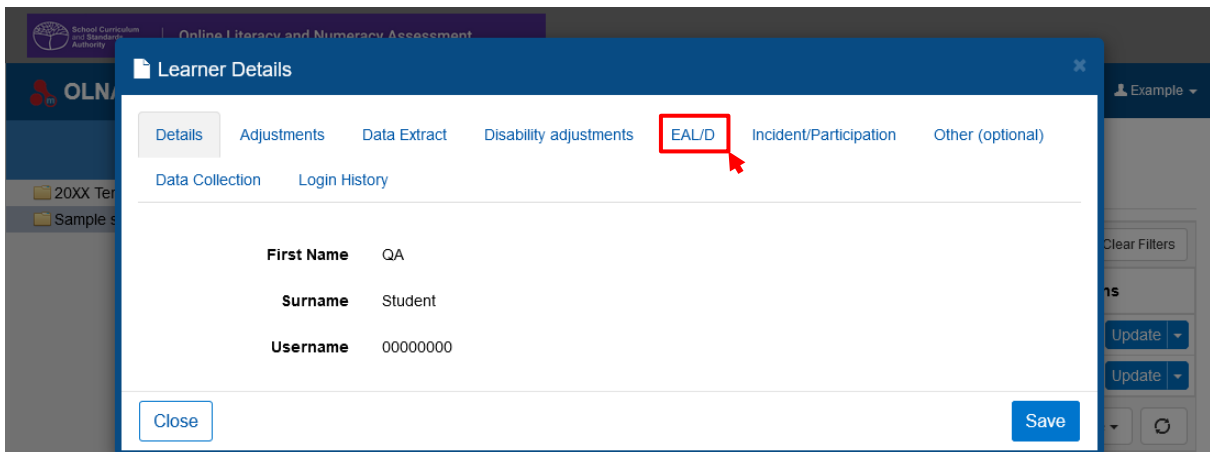 School Curriculum
and Standards
Authority
Online Literacy and Numeracy Assessment
OLNA
m
Example
Learner Details
×
Details Adjustments Data Extract Disability adjustments EAL/D Incident/Participation Other (optional)
Data Collection Login History
20XX Ter
Sample s
First Name QA
Surname Student
Username 00000000
Clear Filters
ns
Update
Update
Close Save